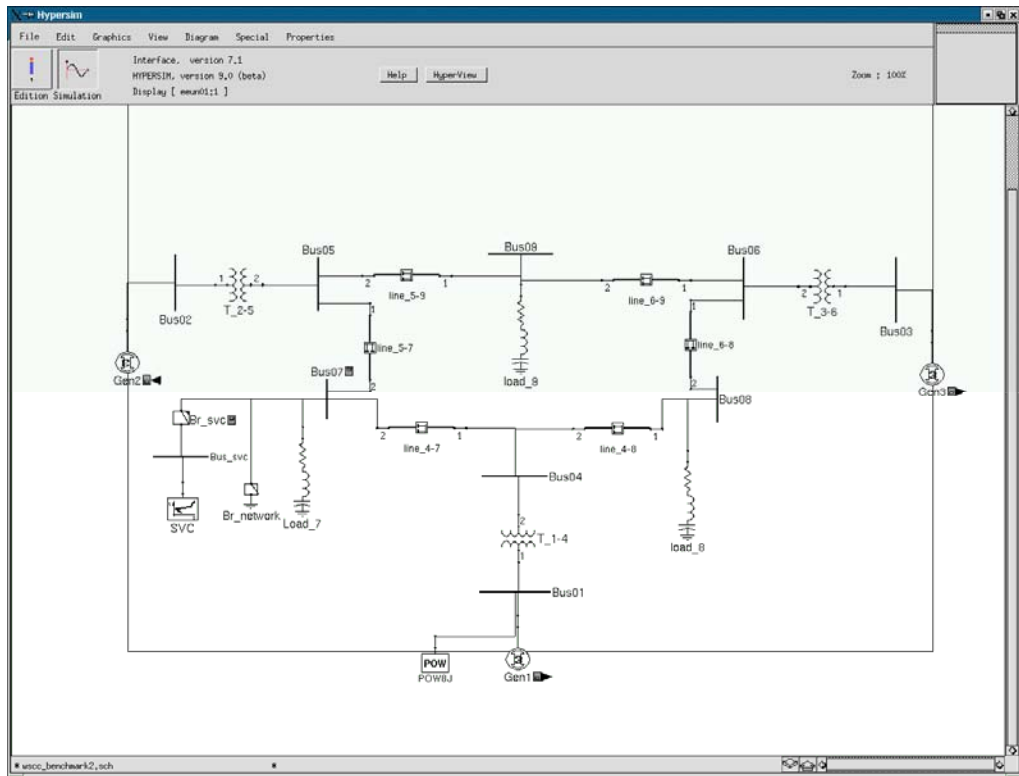 Hypersim
File Edit Graphics View Diagram Special Properties
Interface, version 7.1
HYPERSIM, version 9.0 (beta)
Display [ emun01:1 ]
Help HyperView
Zoom : 100%
Edition Simulation
Bus05
Bus09
Bus06
1 2
2 1
2 1
2 1
line_5-9
line_6-9
T_2-5
T_3-6
Bus02
Bus03
1
1
line_5-7
line_6-8
Gen2
Bus07
2
load_9
2
Bus08
Gen3
Br_svc
2 1
2 1
line_4-7
line_4-8
Bus_svc
Bus04
SVC
Br_network
Load_7
2
T_1-4
1
load_8
Bus01
POW
POW8J
Gen1
wscc_benchmark2.sch